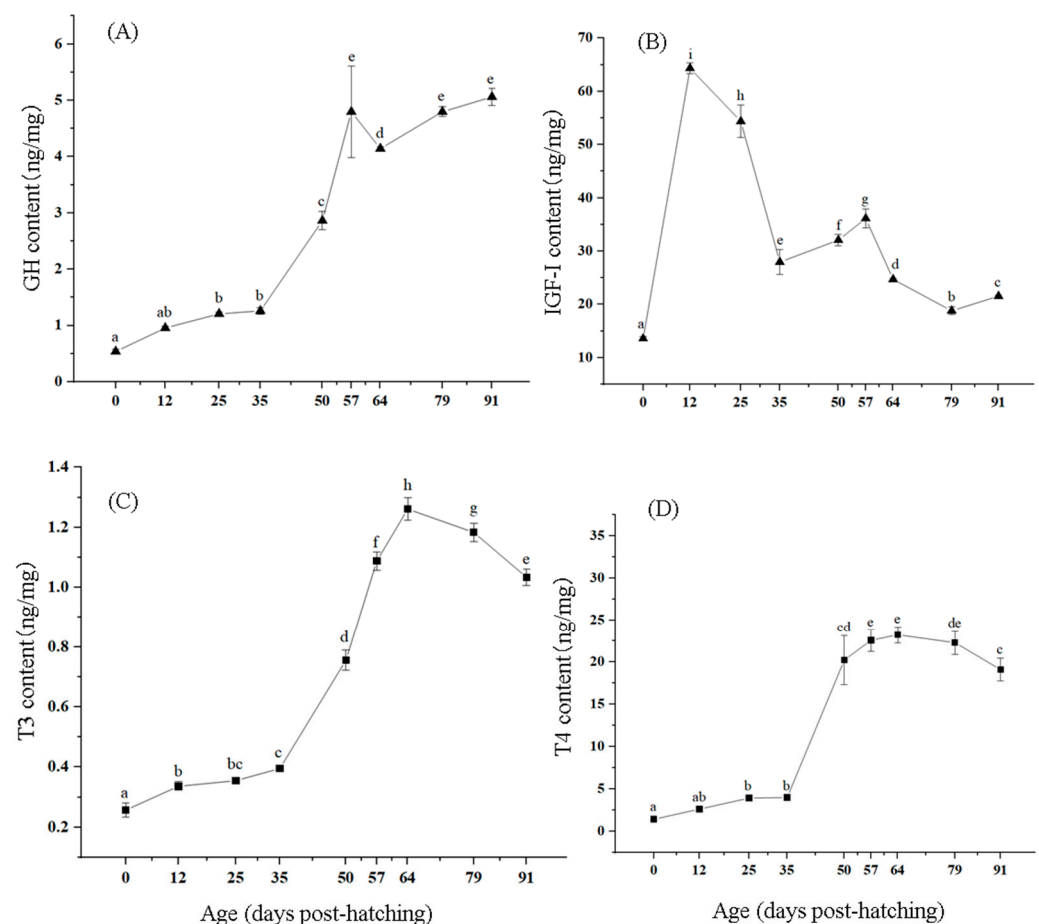 (A)
GH content(ng/mg)
6
5
4
3
2
1
0
a
ab
b
b
c
e
d
e
e
0 12 25 35 50 57 64 79 91
(B)
IGF-I content(ng/mg)
70
60
50
40
30
20
10
a
i
h
e
f
g
d
b
c
0 12 25 35 50 57 64 79 91
(C)
T3 content(ng/mg)
1.4
1.2
1.0
0.8
0.6
0.4
0.2
a
b
bc
c
d
f
h
g
e
0 12 25 35 50 57 64 79 91
Age (days post-hatching)
(D)
T4 content(ng/mg)
35
30
25
20
15
10
5
0
a
ab
b
b
cd
e
e
de
c
0 12 25 35 50 57 64 79 91
Age (days post-hatching)